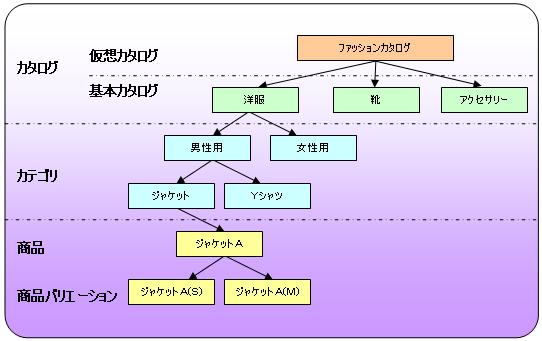 仮想カタログ
ファッションカタログ
カタログ
基本カタログ
洋服
靴
アクセサリー
男性用
女性用
カテゴリ
ジャケット
Yシャツ
商品
ジャケットA
商品バリエーション
ジャケットA(S)
ジャケットA(M)